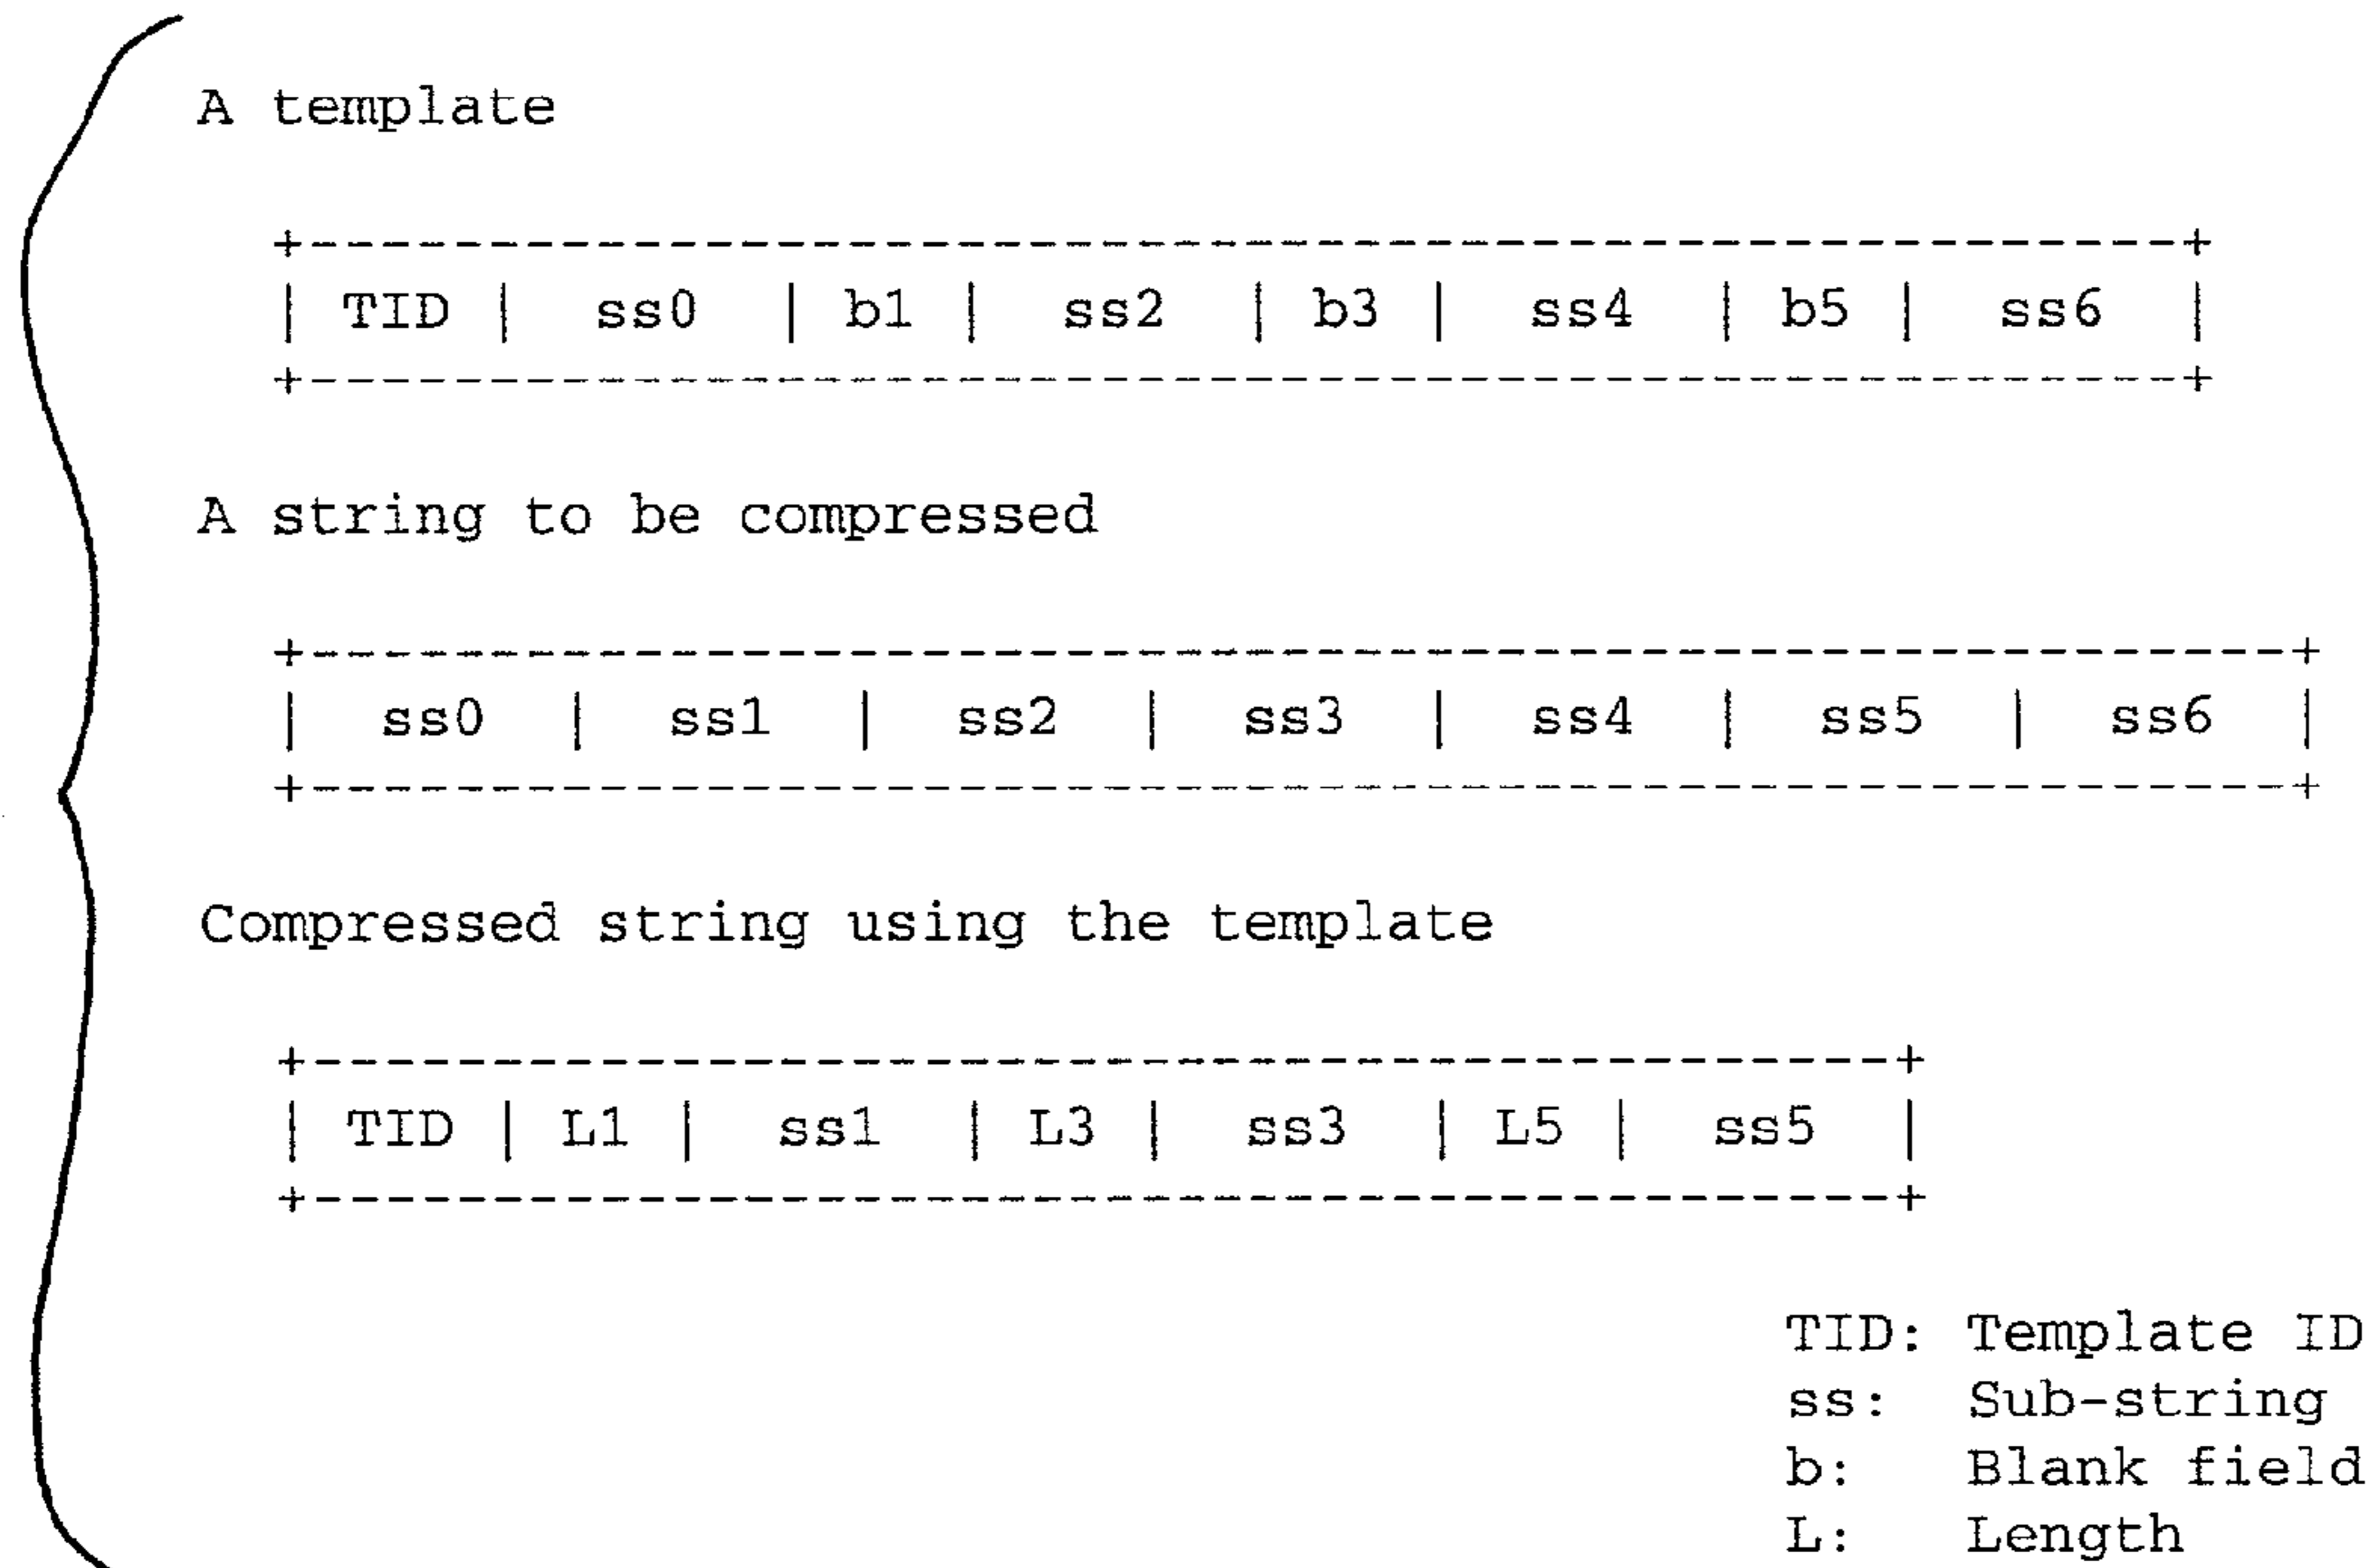 A template
+-----------------------------------------------------+
| TID | ss0 | b1 | ss2 | b3 | ss4 | b5 | ss6 |
+-----------------------------------------------------+
A string to be compressed
+--------------------------------------------------------+
| ss0 | ss1 | ss2 | ss3 | ss4 | ss5 | ss6 |
+--------------------------------------------------------+
Compressed string using the template
+---------------------------------------------+
| TID | L1 | ss1 | L3 | ss3 | L5 | ss5 |
+---------------------------------------------+
TID: Template ID
ss: Sub-string
b: Blank field
L: Length